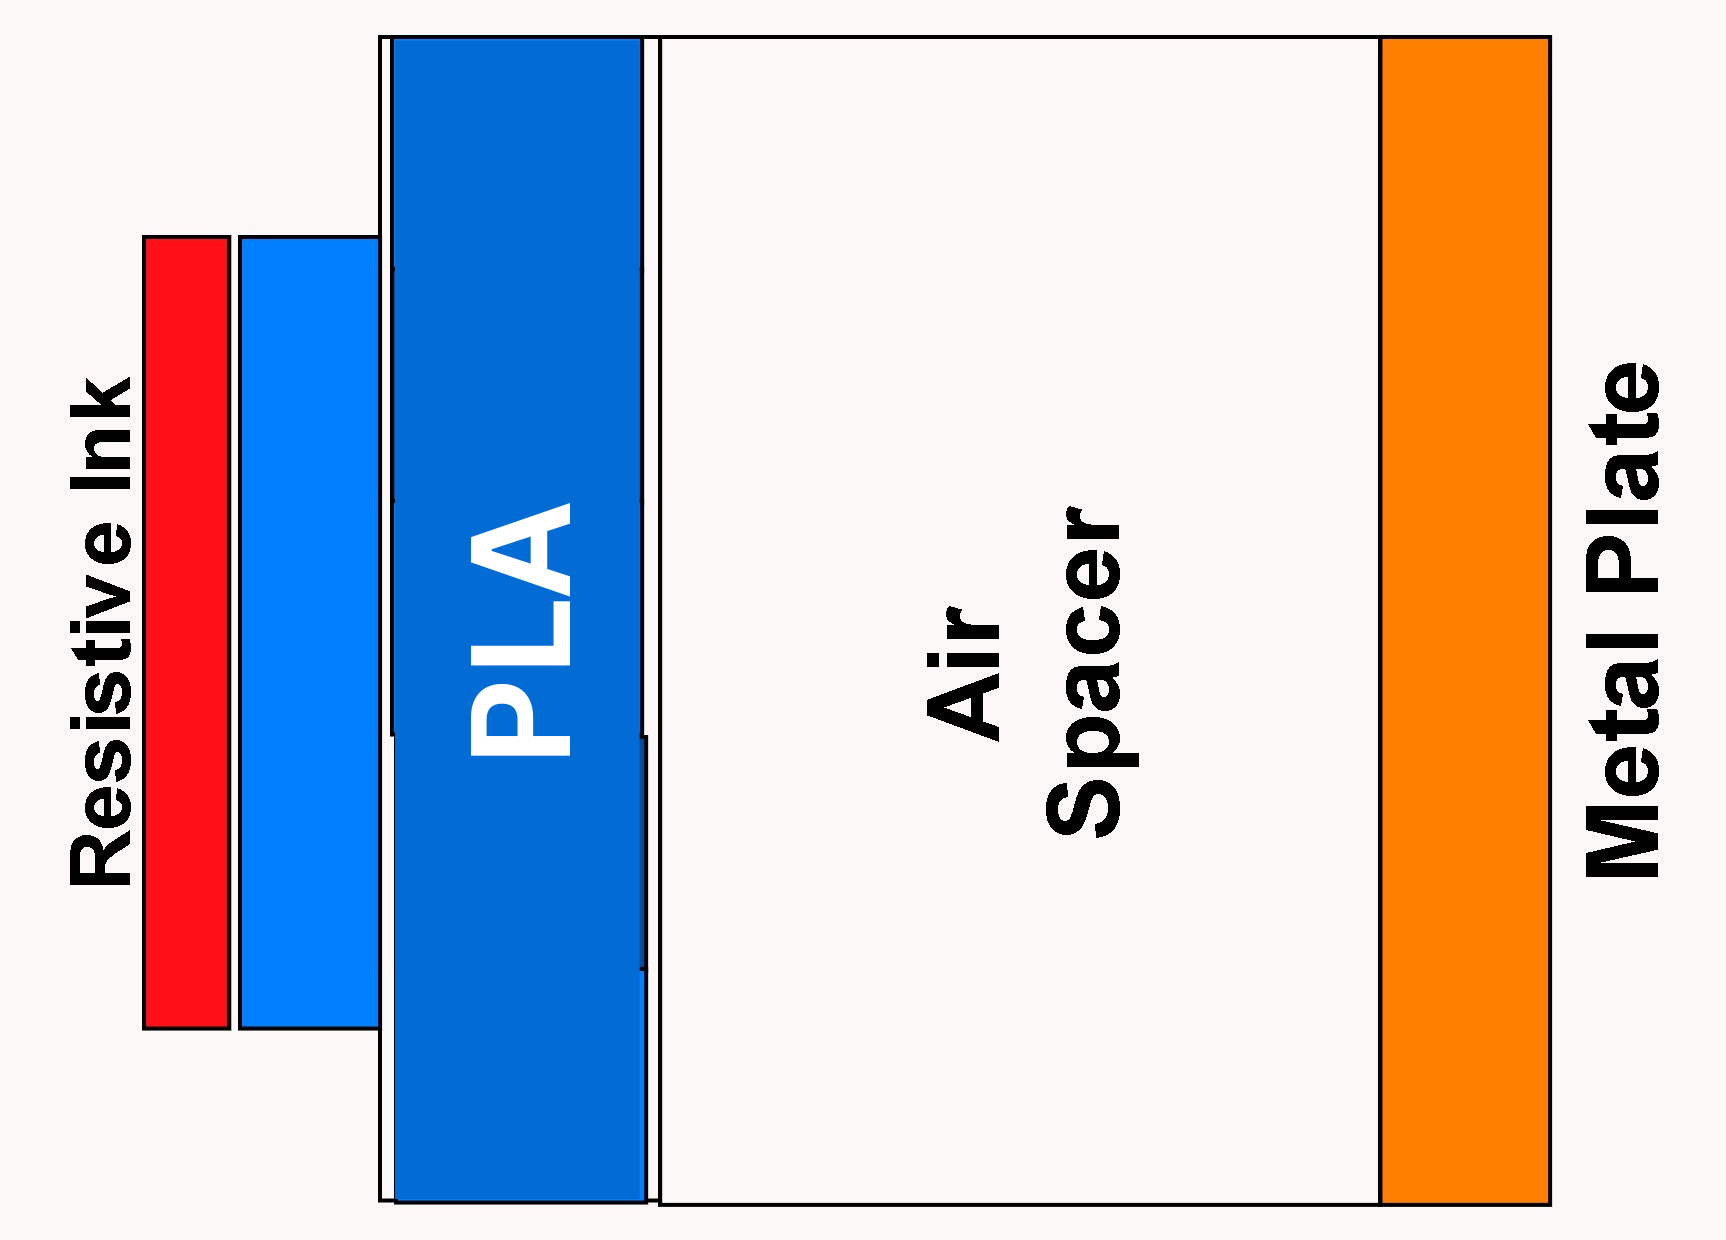 Resistive Ink
PLA
Air
Spacer
Metal Plate